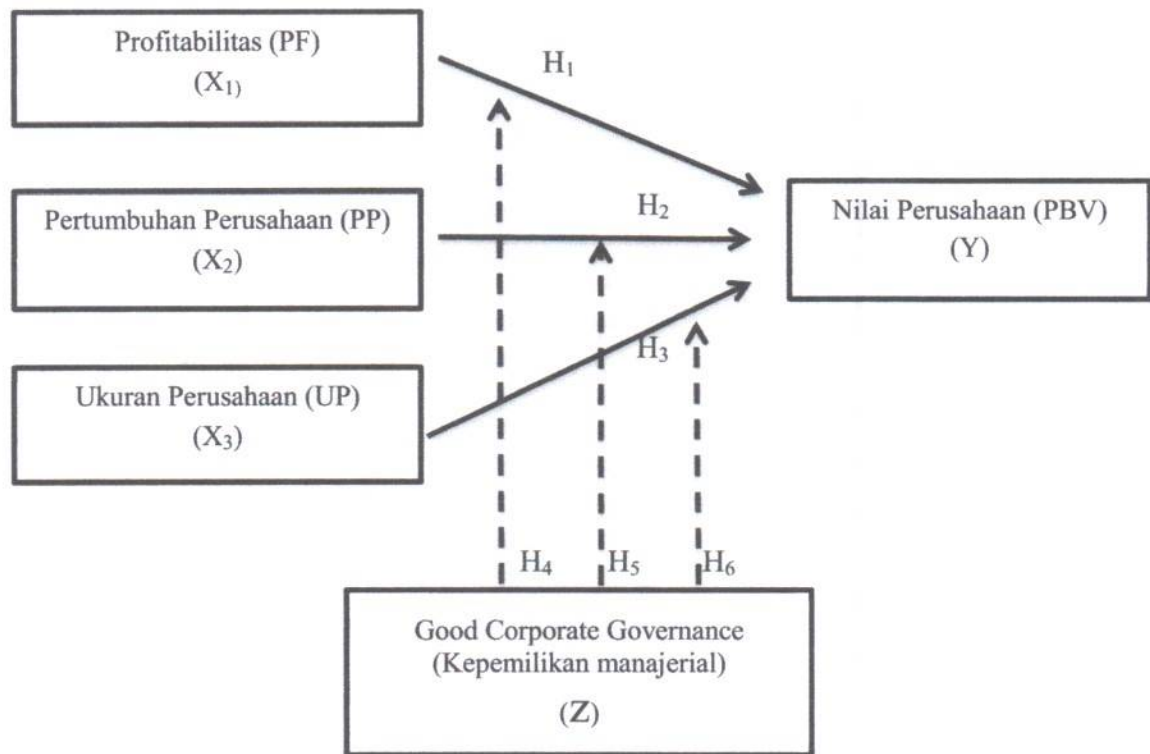 Profitabilitas (PF)
(X₁₎
H₁
Pertumbuhan Perusahaan (PP)
(X₂)
H₂
Nilai Perusahaan (PBV)
(Y)
Ukuran Perusahaan (UP)
(X₃)
H₃
H₄
H₅
H₆
Good Corporate Governance
(Kepemilikan manajerial)
(Z)